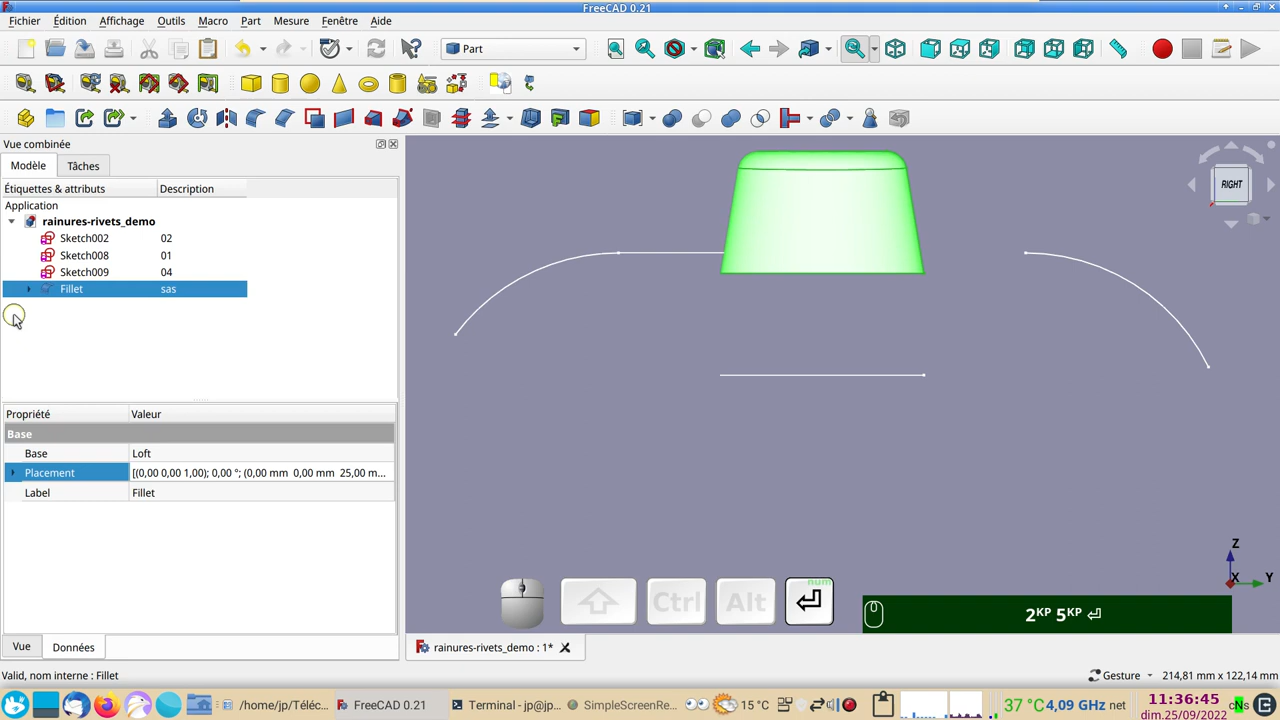 FreeCAD 0.21
Fichier Édition Affichage Outils Macro Part Mesure Fenêtre Aide
Part
Vue combinée
Modèle Tâches
Étiquettes & attributs Description
Application
rainures-rivets_demo
Sketch002 02
Sketch008 01
Sketch009 04
Fillet sas
RIGHT
Propriété Valeur
Base
Base Loft
Placement [(0,00 0,00 1,00); 0,00 °; (0,00 mm 0,00 mm 25,00 m...
Label Fillet
Z
X Y
num
Ctrl Alt
2KP 5KP ⏎
Vue Données
rainures-rivets_demo : 1*
Valid, nom interne : Fillet
Gesture 214,81 mm x 122,14 mm
/home/jp/Téléc... FreeCAD 0.21 Terminal - jp@jp... SimpleScreenRe... 15 °C 37 °C 4,09 GHz net 11:36:45 cNs
dim.25/09/2022